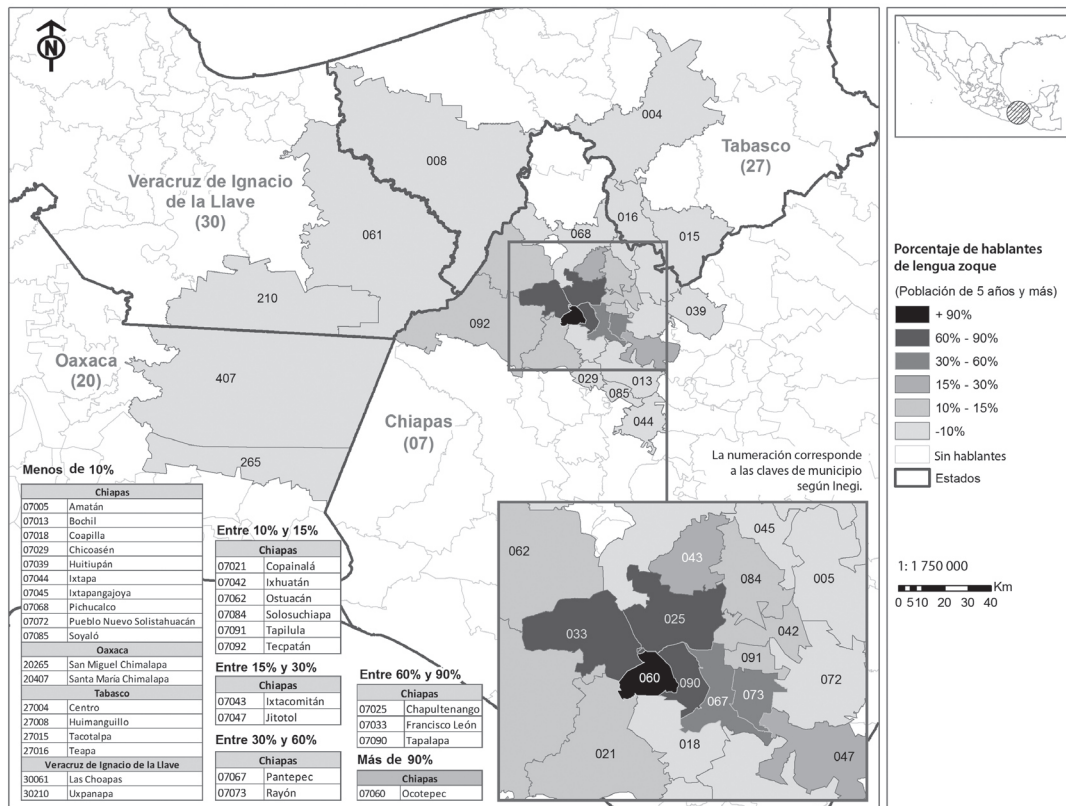 N
004
008
Tabasco
(27)
Veracruz de Ignacio
de la Llave
(30)
016
068
015
061
210
092
039
Oaxaca
(20)
407
029
013
085
044
Chiapas
(07)
265
La numeración corresponde
a las claves de municipio
según Inegi.
Menos de 10%
Chiapas
07005 Amatán
07013 Bochil
07018 Coapilla
07029 Chicoasén
07039 Huitiupán
07044 Ixtapa
07045 Ixtapangajoya
07068 Pichucalco
07072 Pueblo Nuevo Solistahuacán
07085 Soyaló
Oaxaca
20265 San Miguel Chimalapa
20407 Santa María Chimalapa
Tabasco
27004 Centro
27008 Huimanguillo
27015 Tacotalpa
27016 Teapa
Veracruz de Ignacio de la Llave
30061 Las Choapas
30210 Uxpanapa
Entre 10% y 15%
Chiapas
07021 Copainalá
07042 Ixhuatán
07062 Ostuacán
07084 Solosuchiapa
07091 Tapilula
07092 Tecpatán
Entre 15% y 30%
Chiapas
07043 Ixtacomitán
07047 Jitotol
Entre 30% y 60%
Chiapas
07067 Pantepec
07073 Rayón
Entre 60% y 90%
Chiapas
07025 Chapultenango
07033 Francisco León
07090 Tapalapa
Más de 90%
Chiapas
07060 Ocotepec
045
062
043
084
005
025
033
042
091
060
090
072
067
073
018
021
047
Porcentaje de hablantes
de lengua zoque
(Población de 5 años y más)
+ 90%
60% - 90%
30% - 60%
15% - 30%
10% - 15%
-10%
Sin hablantes
Estados
1: 1 750 000
Km
0 5 10 20 30 40